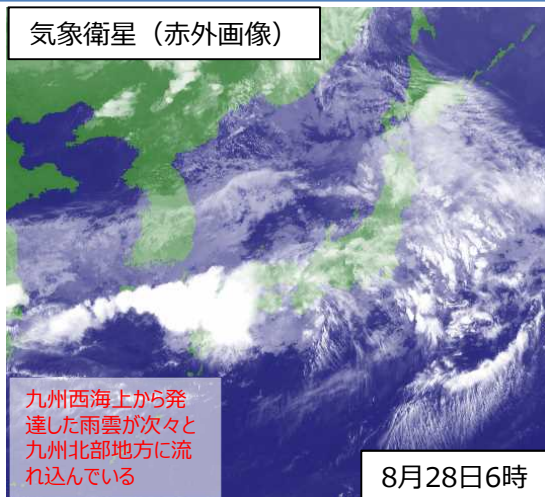 気象衛星（赤外画像）
九州西海上から発
達した雨雲が次々と
九州北部地方に流
れ込んでいる
8月28日6時